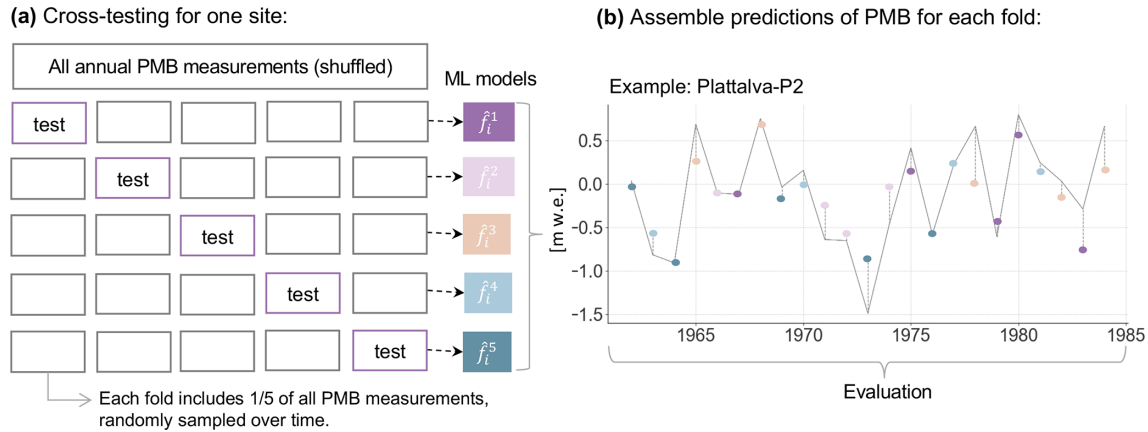 (a) Cross-testing for one site:
All annual PMB measurements (shuffled)
ML models
test
f̂ᵢ¹
test
f̂ᵢ²
test
f̂ᵢ³
test
f̂ᵢ⁴
test
f̂ᵢ⁵
Each fold includes 1/5 of all PMB measurements,
randomly sampled over time.
(b) Assemble predictions of PMB for each fold:
Example: Plattalva-P2
[m w.e.]
0.5
0.0
−0.5
−1.0
−1.5
1965 1970 1975 1980 1985
Evaluation